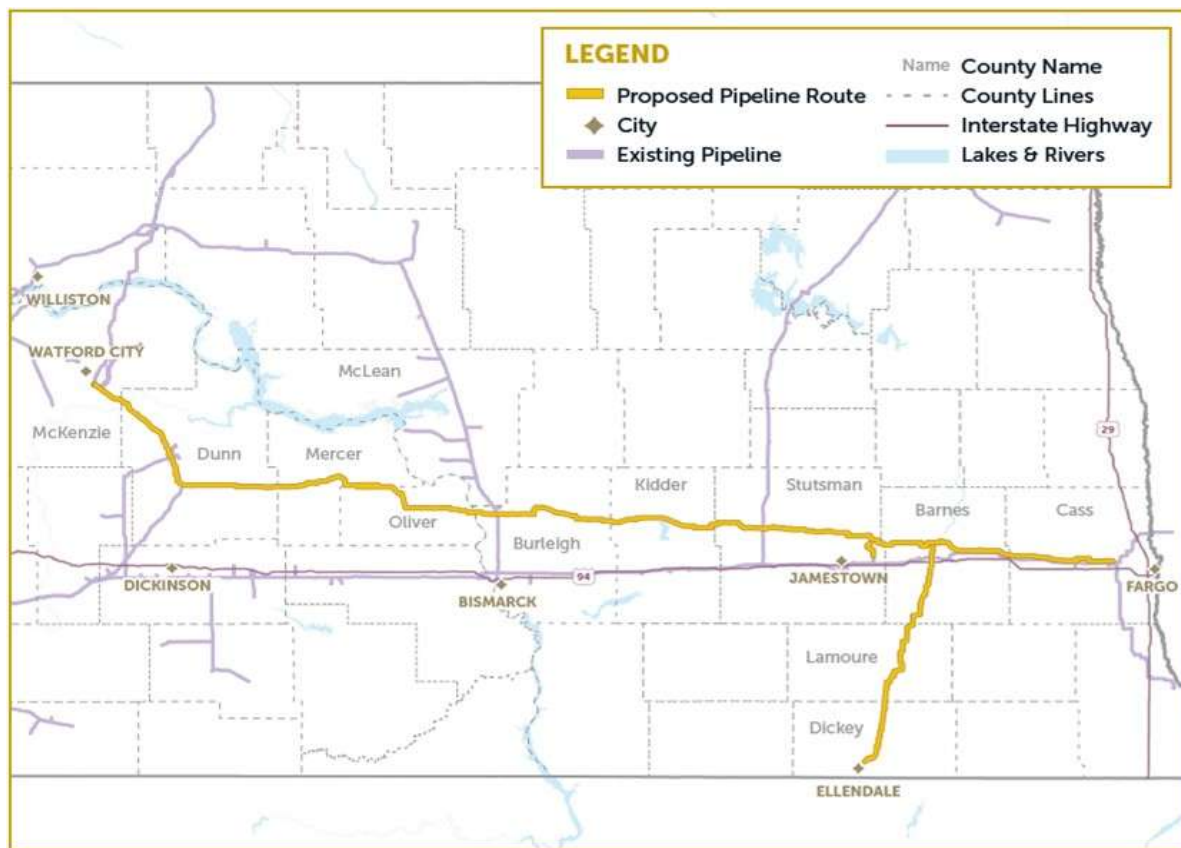 LEGEND
Proposed Pipeline Route
City
Existing Pipeline
Name County Name
County Lines
Interstate Highway
Lakes & Rivers
WILLISTON
WATFORD CITY
McLean
McKenzie
29
Dunn
Mercer
Kidder
Stutsman
Barnes
Cass
Oliver
Burleigh
94
DICKINSON
BISMARCK
JAMESTOWN
FARGO
Lamoure
Dickey
ELLENDALE